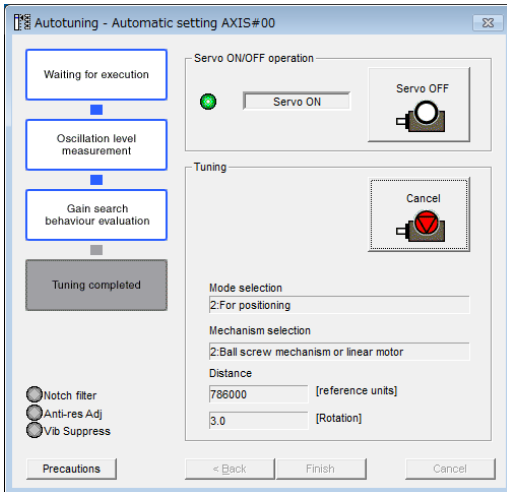 Autotuning - Automatic setting AXIS#00
Waiting for execution
Oscillation level
measurement
Gain search
behaviour evaluation
Tuning completed
Notch filter
Anti-res Adj
Vib Suppress
Precautions
Servo ON/OFF operation
Servo ON
Servo OFF
Tuning
Cancel
Mode selection
2:For positioning
Mechanism selection
2:Ball screw mechanism or linear motor
Distance
786000 [reference units]
3.0 [Rotation]
< Back Finish Cancel